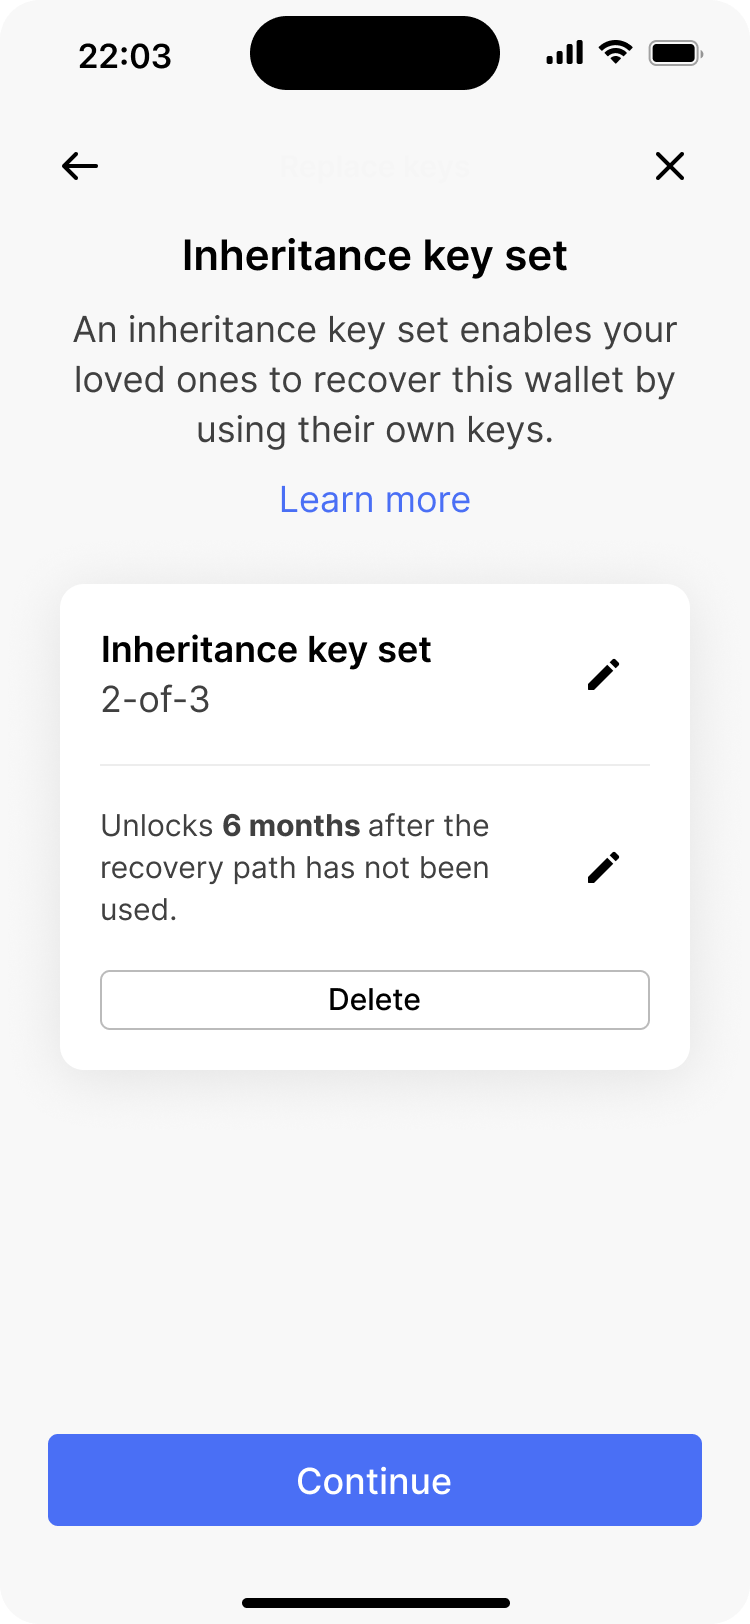 22:03
Replace keys
Inheritance key set
An inheritance key set enables your
loved ones to recover this wallet by
using their own keys.
Learn more
Inheritance key set
2-of-3
Unlocks 6 months after the
recovery path has not been
used.
Delete
Continue